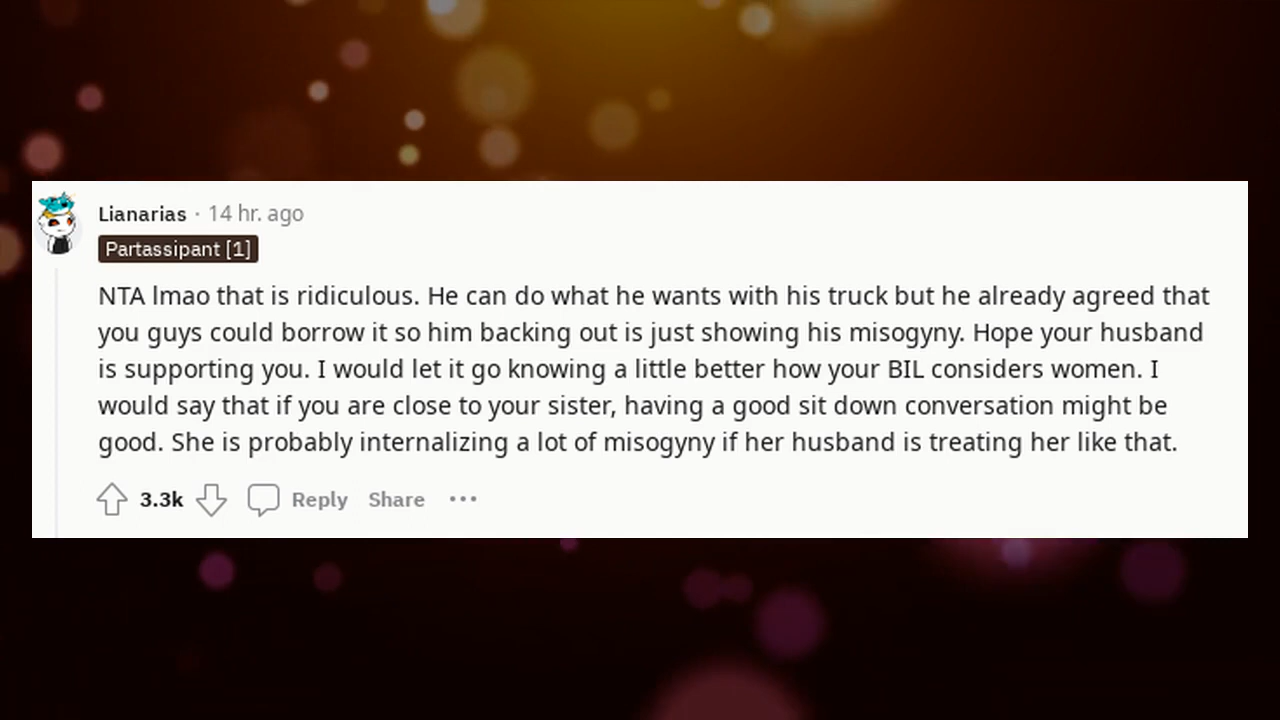 Lianarias · 14 hr. ago
Partassipant [1]
NTA lmao that is ridiculous. He can do what he wants with his truck but he already agreed that
you guys could borrow it so him backing out is just showing his misogyny. Hope your husband
is supporting you. I would let it go knowing a little better how your BIL considers women. I
would say that if you are close to your sister, having a good sit down conversation might be
good. She is probably internalizing a lot of misogyny if her husband is treating her like that.
3.3k Reply Share ···